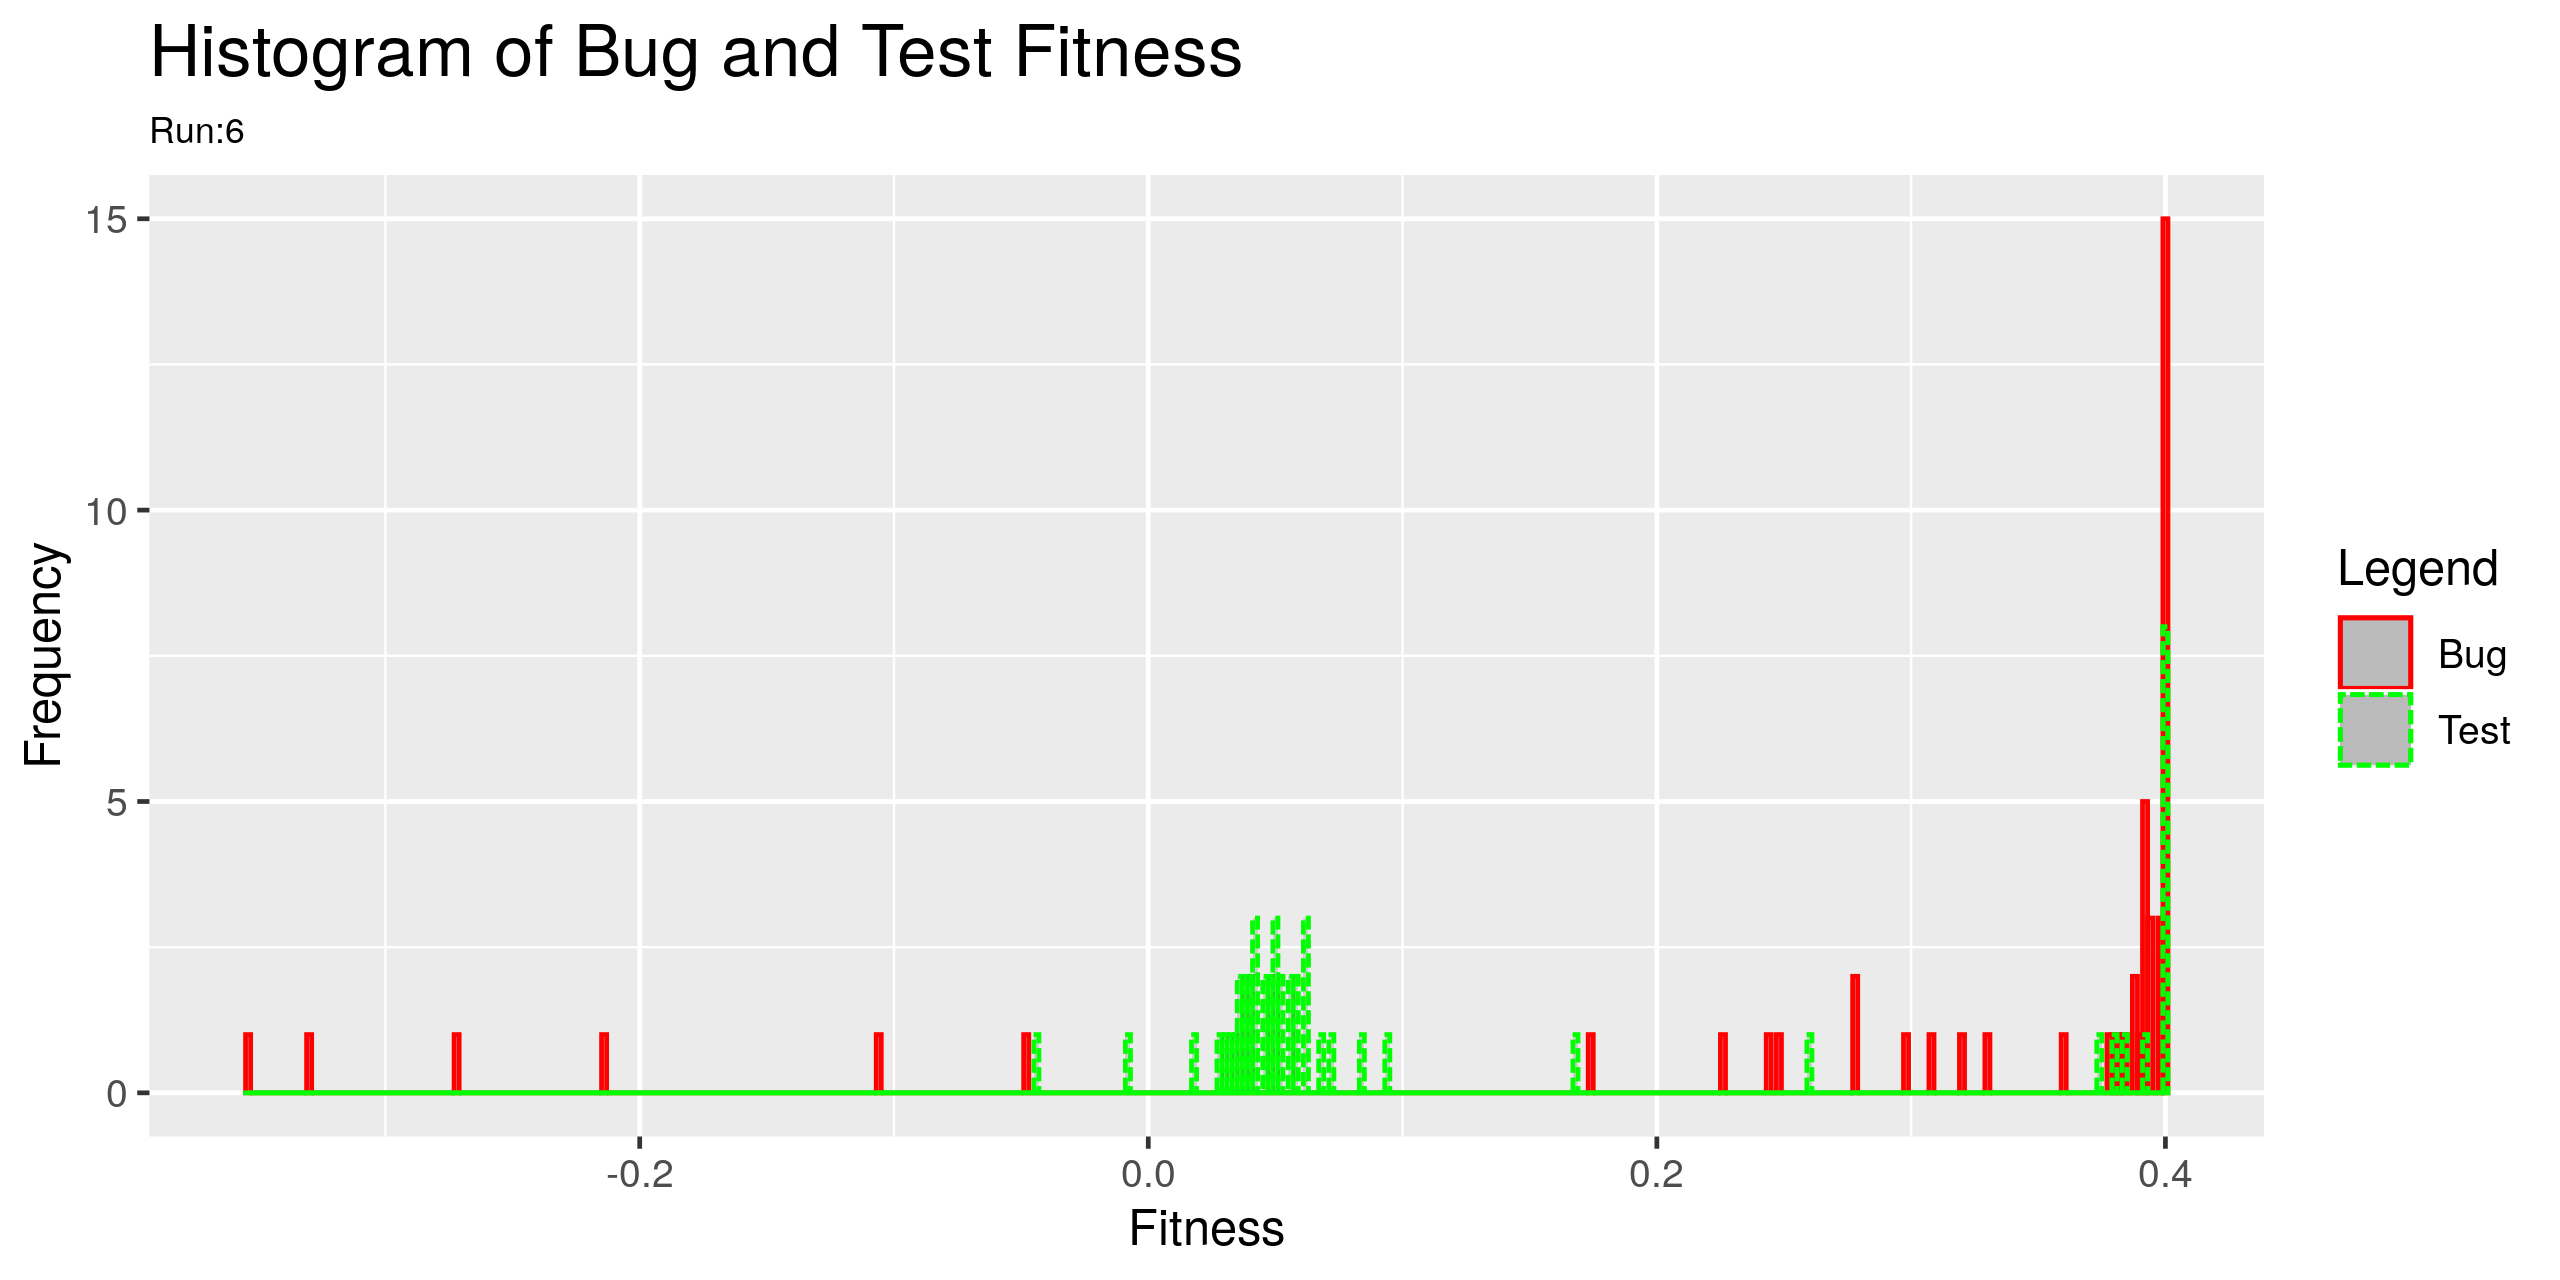 Histogram of Bug and Test Fitness
Run:6
15
10
5
0
Frequency
-0.2
0.0
0.2
0.4
Fitness
Legend
Bug
Test